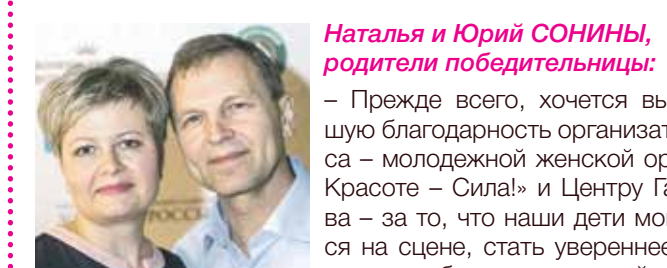 Наталья и Юрий СОНИНЫ,
родители победительницы:
– Прежде всего, хочется вы
шую благодарность организат
са – молодежной женской ор
Красоте – Сила!» и Центру Га
ва – за то, что наши дети мо
ся на сцене, стать увереннее